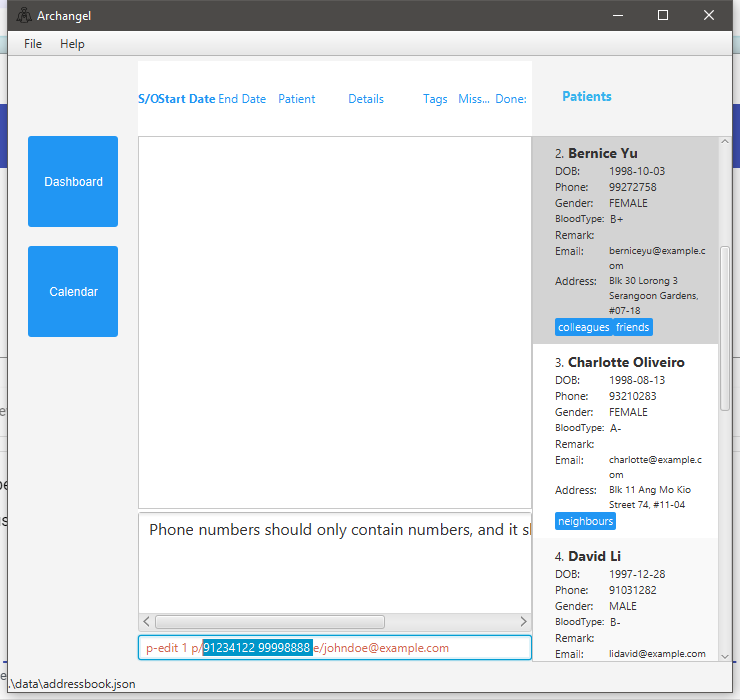 Archangel
File Help
S/OStart Date End Date Patient Details Tags Miss... Done:
Patients
Dashboard
Calendar
2. Bernice Yu
DOB: 1998-10-03
Phone: 99272758
Gender: FEMALE
BloodType: B+
Remark:
Email: berniceyu@example.c
om
Address: Blk 30 Lorong 3
Serangoon Gardens,
#07-18
colleagues friends
3. Charlotte Oliveiro
DOB: 1998-08-13
Phone: 93210283
Gender: FEMALE
BloodType: A-
Remark:
Email: charlotte@example.c
om
Address: Blk 11 Ang Mo Kio
Street 74, #11-04
neighbours
4. David Li
DOB: 1997-12-28
Phone: 91031282
Gender: MALE
BloodType: B-
Remark:
Email: lidavid@example.com
Phone numbers should only contain numbers, and it sh
p-edit 1 p/91234122 99998888 e/johndoe@example.com
.\data\addressbook.json